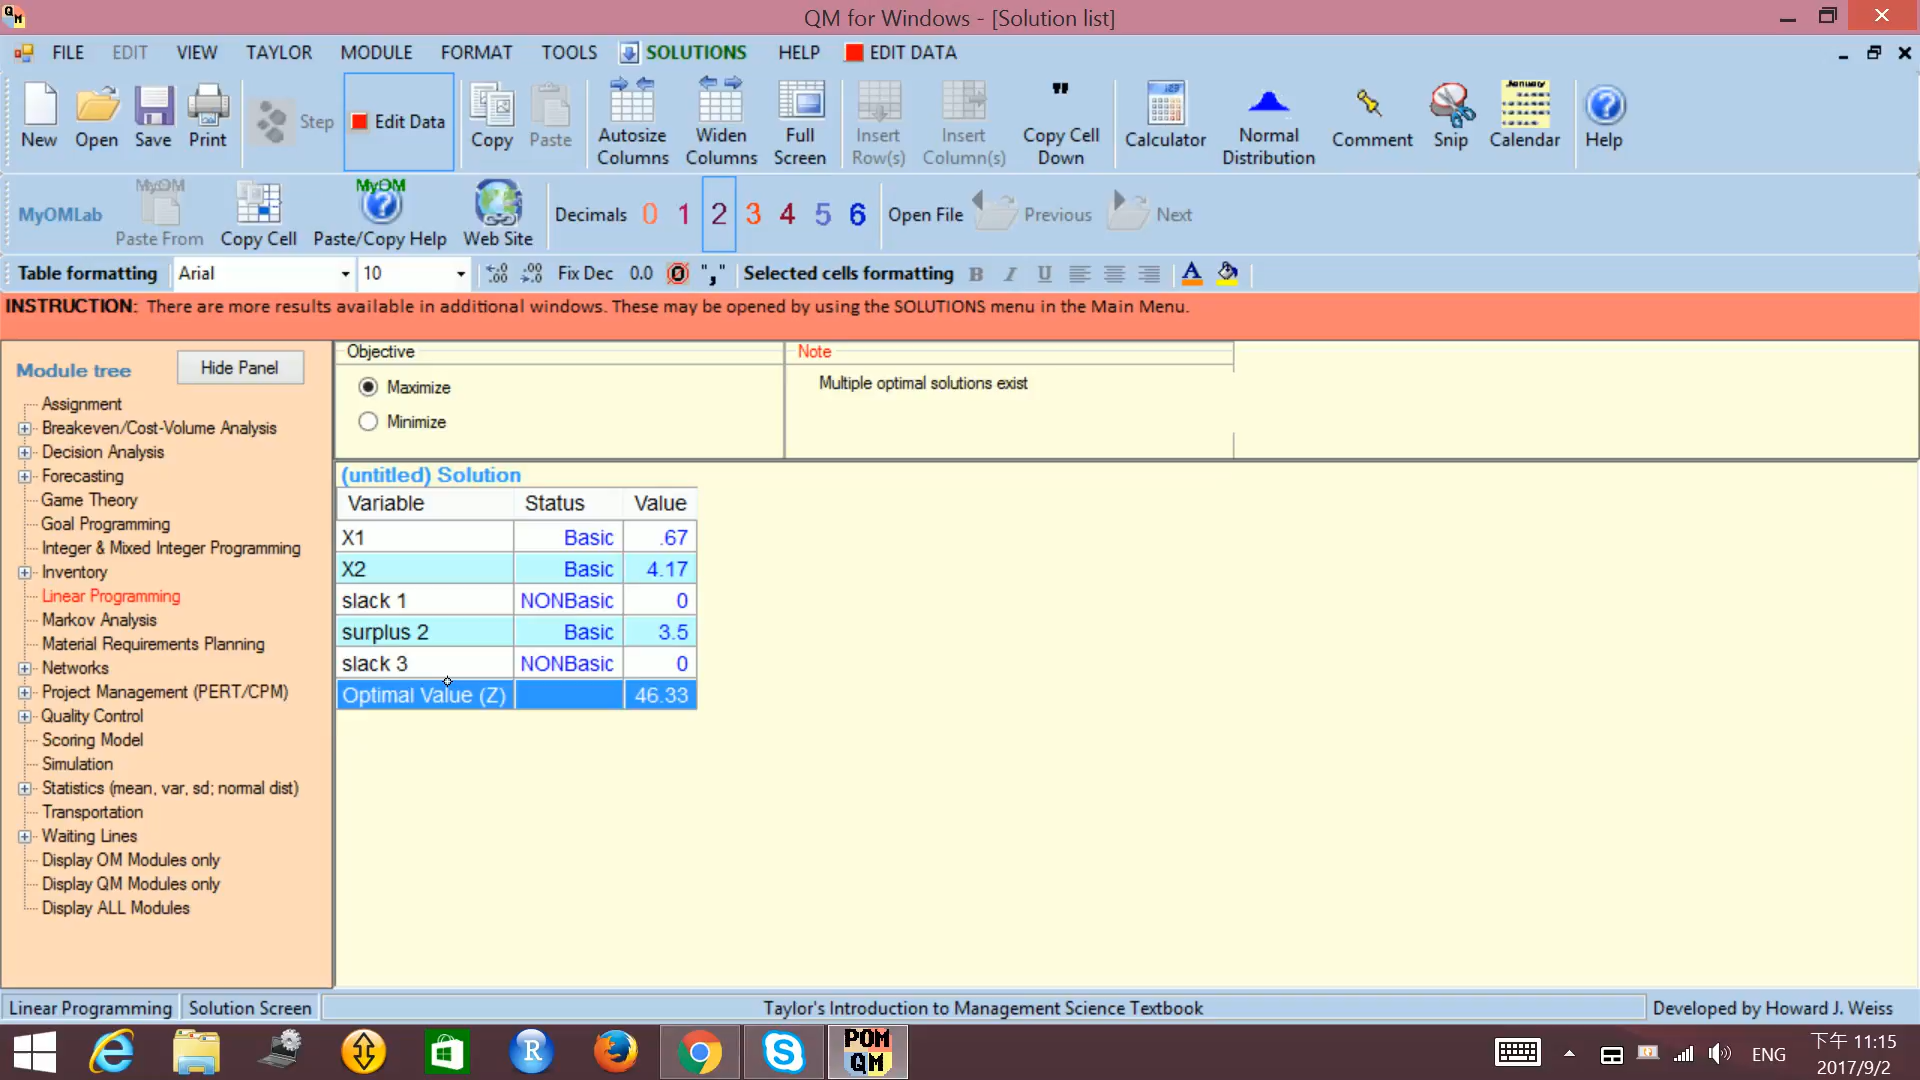 QM for Windows - [Solution list]
FILE EDIT VIEW TAYLOR MODULE FORMAT TOOLS SOLUTIONS HELP EDIT DATA
New Open Save Print Step Edit Data Copy Paste Autosize Columns Widen Columns Full Screen Insert Row(s) Insert Column(s) Copy Cell Down Calculator Normal Distribution Comment Snip Calendar Help
MyOMLab Paste From Copy Cell Paste/Copy Help Web Site Decimals 0 1 2 3 4 5 6 Open File Previous Next
Table formatting Arial 10 Fix Dec 0.0 "," Selected cells formatting B I U A
INSTRUCTION: There are more results available in additional windows. These may be opened by using the SOLUTIONS menu in the Main Menu.
Module tree Hide Panel
Assignment
Breakeven/Cost-Volume Analysis
Decision Analysis
Forecasting
Game Theory
Goal Programming
Integer & Mixed Integer Programming
Inventory
Linear Programming
Markov Analysis
Material Requirements Planning
Networks
Project Management (PERT/CPM)
Quality Control
Scoring Model
Simulation
Statistics (mean, var, sd; normal dist)
Transportation
Waiting Lines
Display OM Modules only
Display QM Modules only
Display ALL Modules
Objective
Maximize
Minimize
Note
Multiple optimal solutions exist
(untitled) Solution
Variable Status Value
X1 Basic .67
X2 Basic 4.17
slack 1 NONBasic 0
surplus 2 Basic 3.5
slack 3 NONBasic 0
Optimal Value (Z) 46.33
Linear Programming Solution Screen Taylor's Introduction to Management Science Textbook Developed by Howard J. Weiss
POM
QM
ENG
下午 11:15
2017/9/2